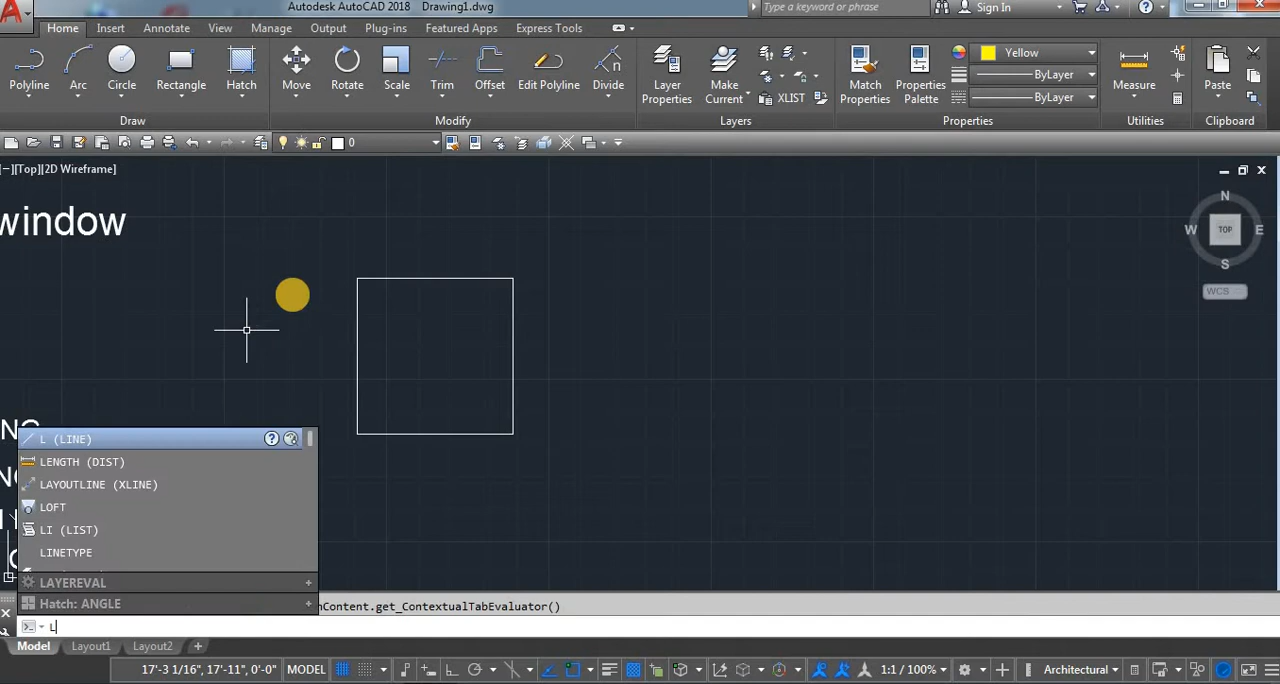 Autodesk AutoCAD 2018 Drawing1.dwg
Type a keyword or phrase
Sign In
Home Insert Annotate View Manage Output Plug-ins Featured Apps Express Tools
Polyline Arc Circle Rectangle Hatch
Move Rotate Scale Trim Offset Edit Polyline Divide
Layer Properties
Make Current
XLIST
Match Properties
Properties Palette
Yellow
ByLayer
ByLayer
Measure
Paste
Draw Modify Layers Properties Utilities Clipboard
0
[Top][2D Wireframe]
window
N
W TOP E
S
WCS
L (LINE)
LENGTH (DIST)
LAYOUTLINE (XLINE)
LOFT
LI (LIST)
LINETYPE
LAYEREVAL
Hatch: ANGLE
nContent.get_ContextualTabEvaluator()
L
Model Layout1 Layout2 +
17'-3 1/16", 17'-11", 0'-0" MODEL 1:1 / 100% Architectural